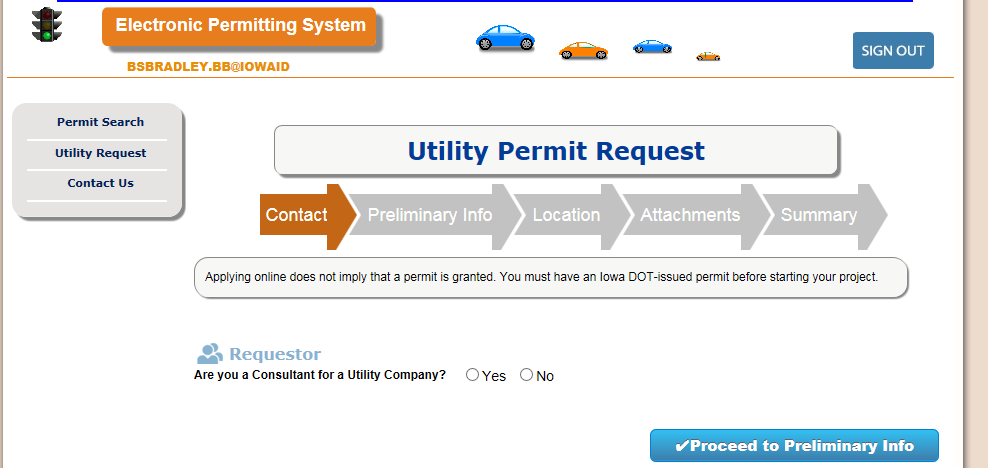 Electronic Permitting System
BSBRADLEY.BB@IOWAID
SIGN OUT
Permit Search
Utility Request
Contact Us
Utility Permit Request
Contact
Preliminary Info
Location
Attachments
Summary
Applying online does not imply that a permit is granted. You must have an Iowa DOT-issued permit before starting your project.
Requestor
Are you a Consultant for a Utility Company? Yes No
✔Proceed to Preliminary Info